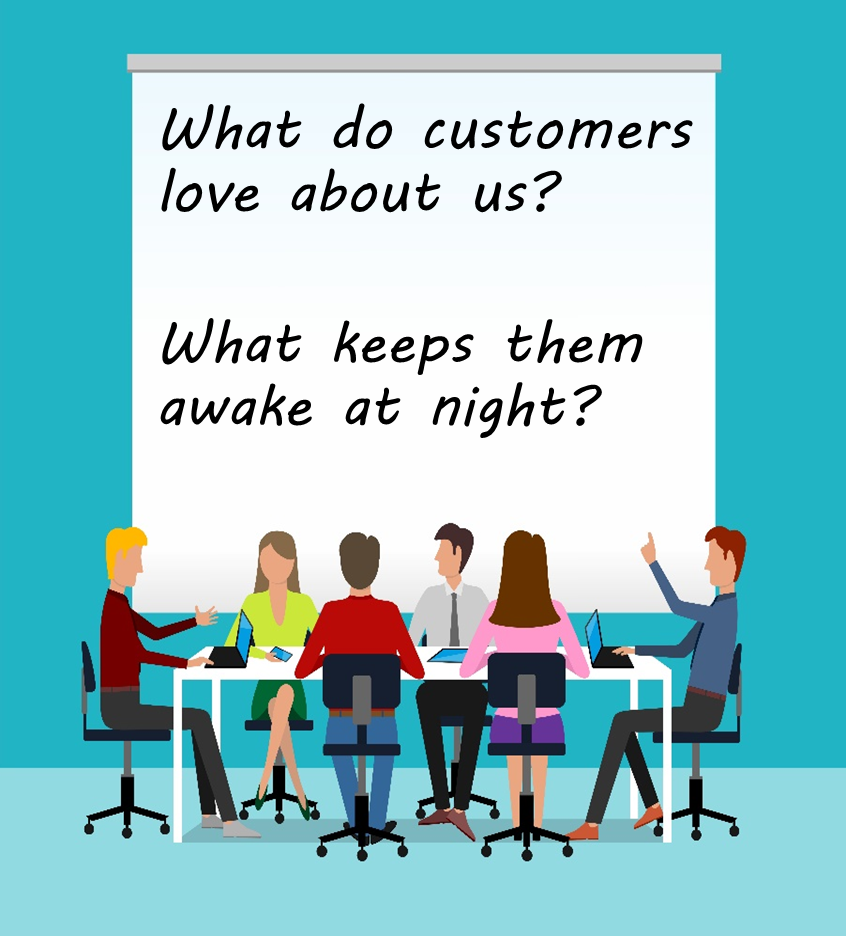 What do customers
love about us?
What keeps them
awake at night?